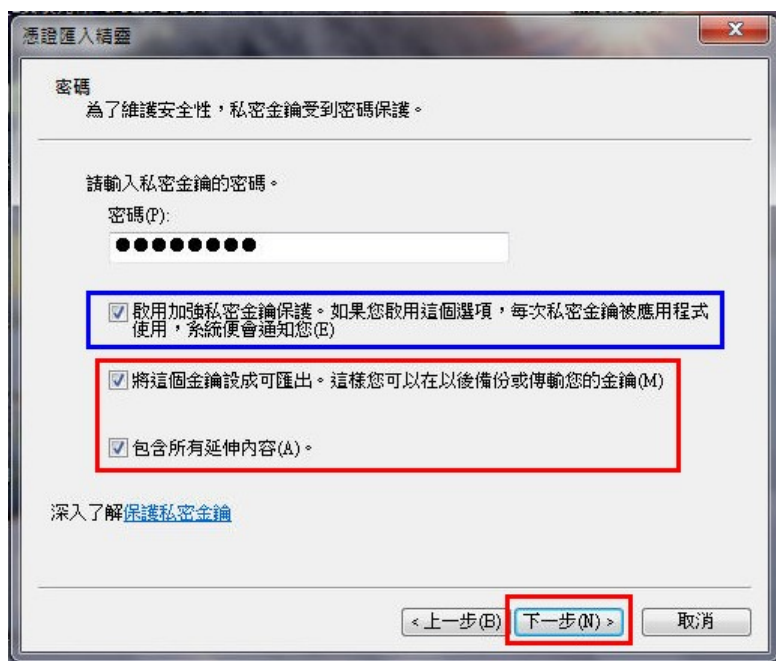 憑證匯入精靈
密碼
為了維護安全性，私密金鑰受到密碼保護。
請輸入私密金鑰的密碼。
密碼(P):
●●●●●●●●
啟用加強私密金鑰保護。如果您啟用這個選項，每次私密金鑰被應用程式
使用，系統便會通知您(E)
將這個金鑰設成可匯出。這樣您可以在以後備份或傳輸您的金鑰(M)
包含所有延伸內容(A)。
深入了解保護私密金鑰
<上一步(B) 下一步(N) > 取消